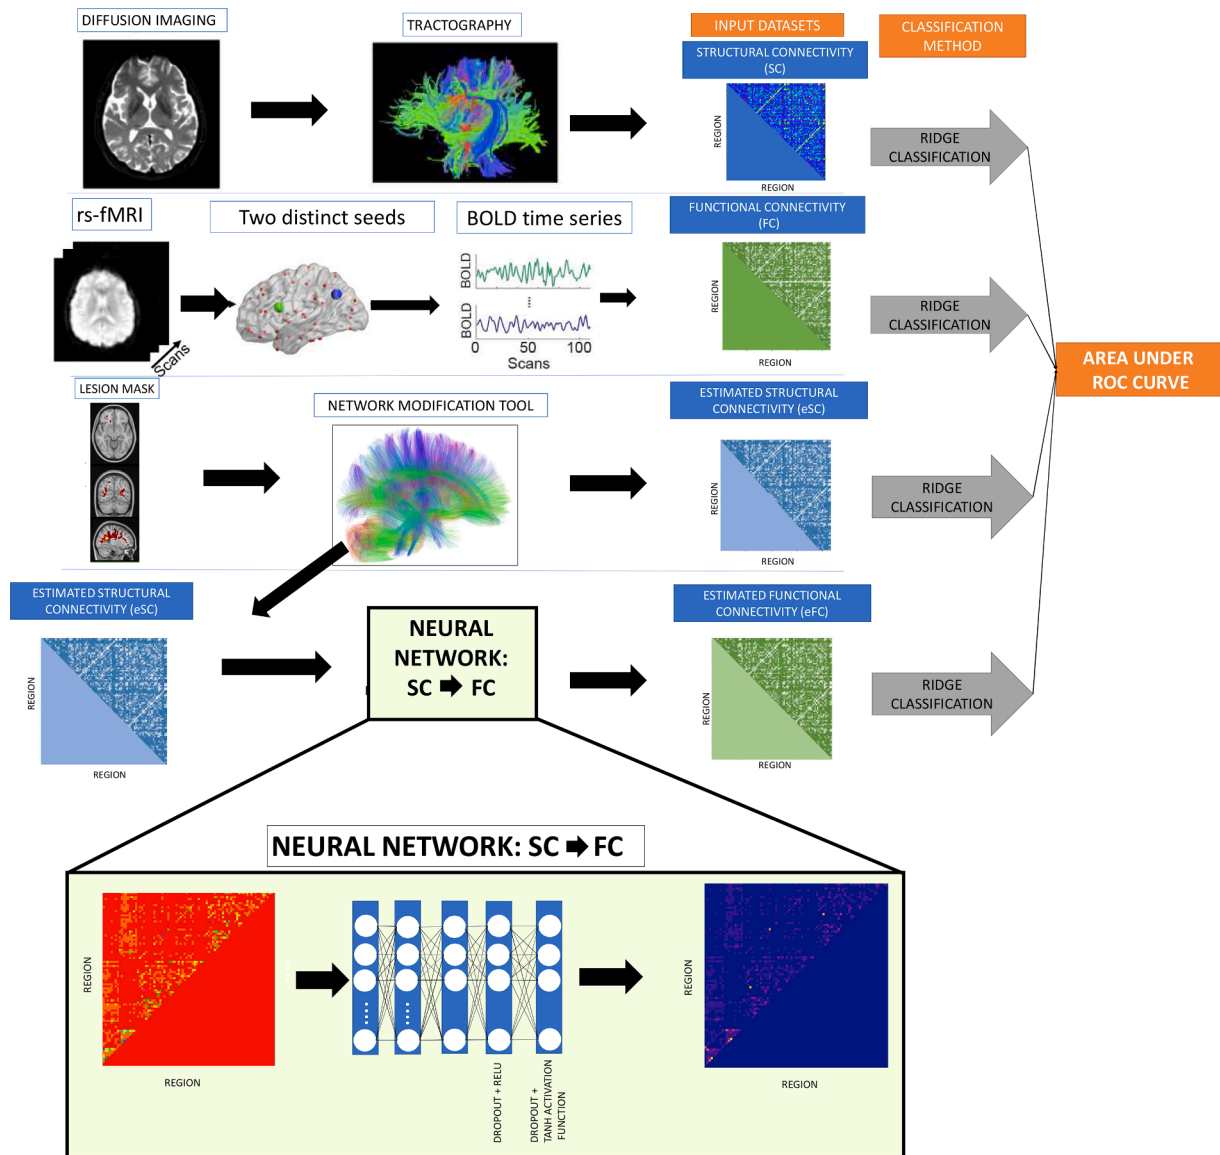 DIFFUSION IMAGING
TRACTOGRAPHY
INPUT DATASETS
CLASSIFICATION
METHOD
STRUCTURAL CONNECTIVITY
(SC)
REGION
REGION
RIDGE
CLASSIFICATION
rs-fMRI
Two distinct seeds
BOLD time series
FUNCTIONAL CONNECTIVITY
(FC)
Scans
BOLD
BOLD
0
50
100
Scans
REGION
REGION
RIDGE
CLASSIFICATION
AREA UNDER
ROC CURVE
LESION MASK
NETWORK MODIFICATION TOOL
ESTIMATED STRUCTURAL
CONNECTIVITY (eSC)
REGION
REGION
RIDGE
CLASSIFICATION
ESTIMATED STRUCTURAL
CONNECTIVITY (eSC)
REGION
REGION
NEURAL
NETWORK:
SC ➡ FC
ESTIMATED FUNCTIONAL
CONNECTIVITY (eFC)
REGION
REGION
RIDGE
CLASSIFICATION
NEURAL NETWORK: SC ➡ FC
REGION
REGION
DROPOUT + RELU
DROPOUT +
TANH ACTIVATION
FUNCTION
REGION
REGION